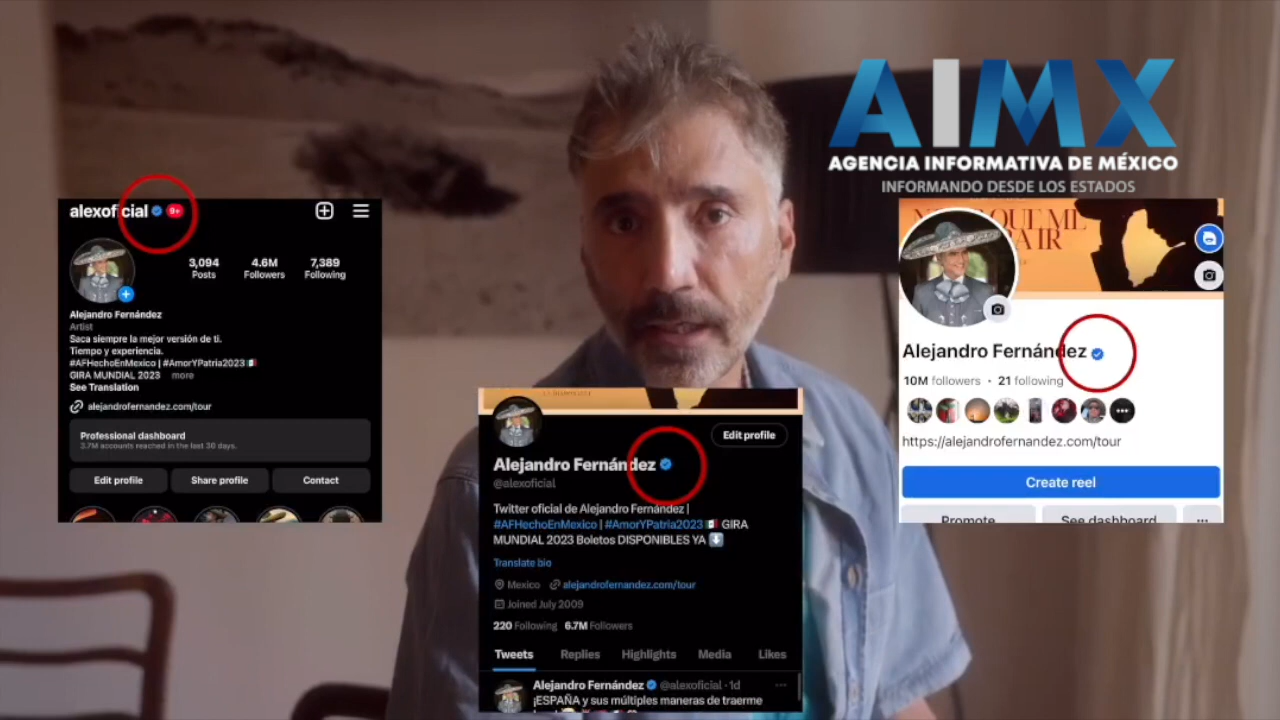 AIMX
AGENCIA INFORMATIVA DE MÉXICO
INFORMANDO DESDE LOS ESTADOS
alexoficial 9+
3,094 4.6M 7,389
Posts Followers Following
Alejandro Fernández
Artist
Saca siempre la mejor versión de ti.
Tiempo y experiencia.
#AFHechoEnMexico | #AmorYPatria2023
GIRA MUNDIAL 2023 more
See Translation
alejandrofernandez.com/tour
Professional dashboard
3.7M accounts reached in the last 30 days.
Edit profile Share profile Contact
Edit profile
Alejandro Fernández
@alexoficial
Twitter oficial de Alejandro Fernández |
#AFHechoEnMexico | #AmorYPatria2023 GIRA
MUNDIAL 2023 Boletos DISPONIBLES YA
Translate bio
Mexico alejandrofernandez.com/tour
Joined July 2009
220 Following 6.7M Followers
Tweets Replies Highlights Media Likes
Alejandro Fernández @alexoficial · 1d
¡ESPAÑA y sus múltiples maneras de traerme
QUE ME
Alejandro Fernández
10M followers • 21 following
https://alejandrofernandez.com/tour
Create reel
Promote See dashboard